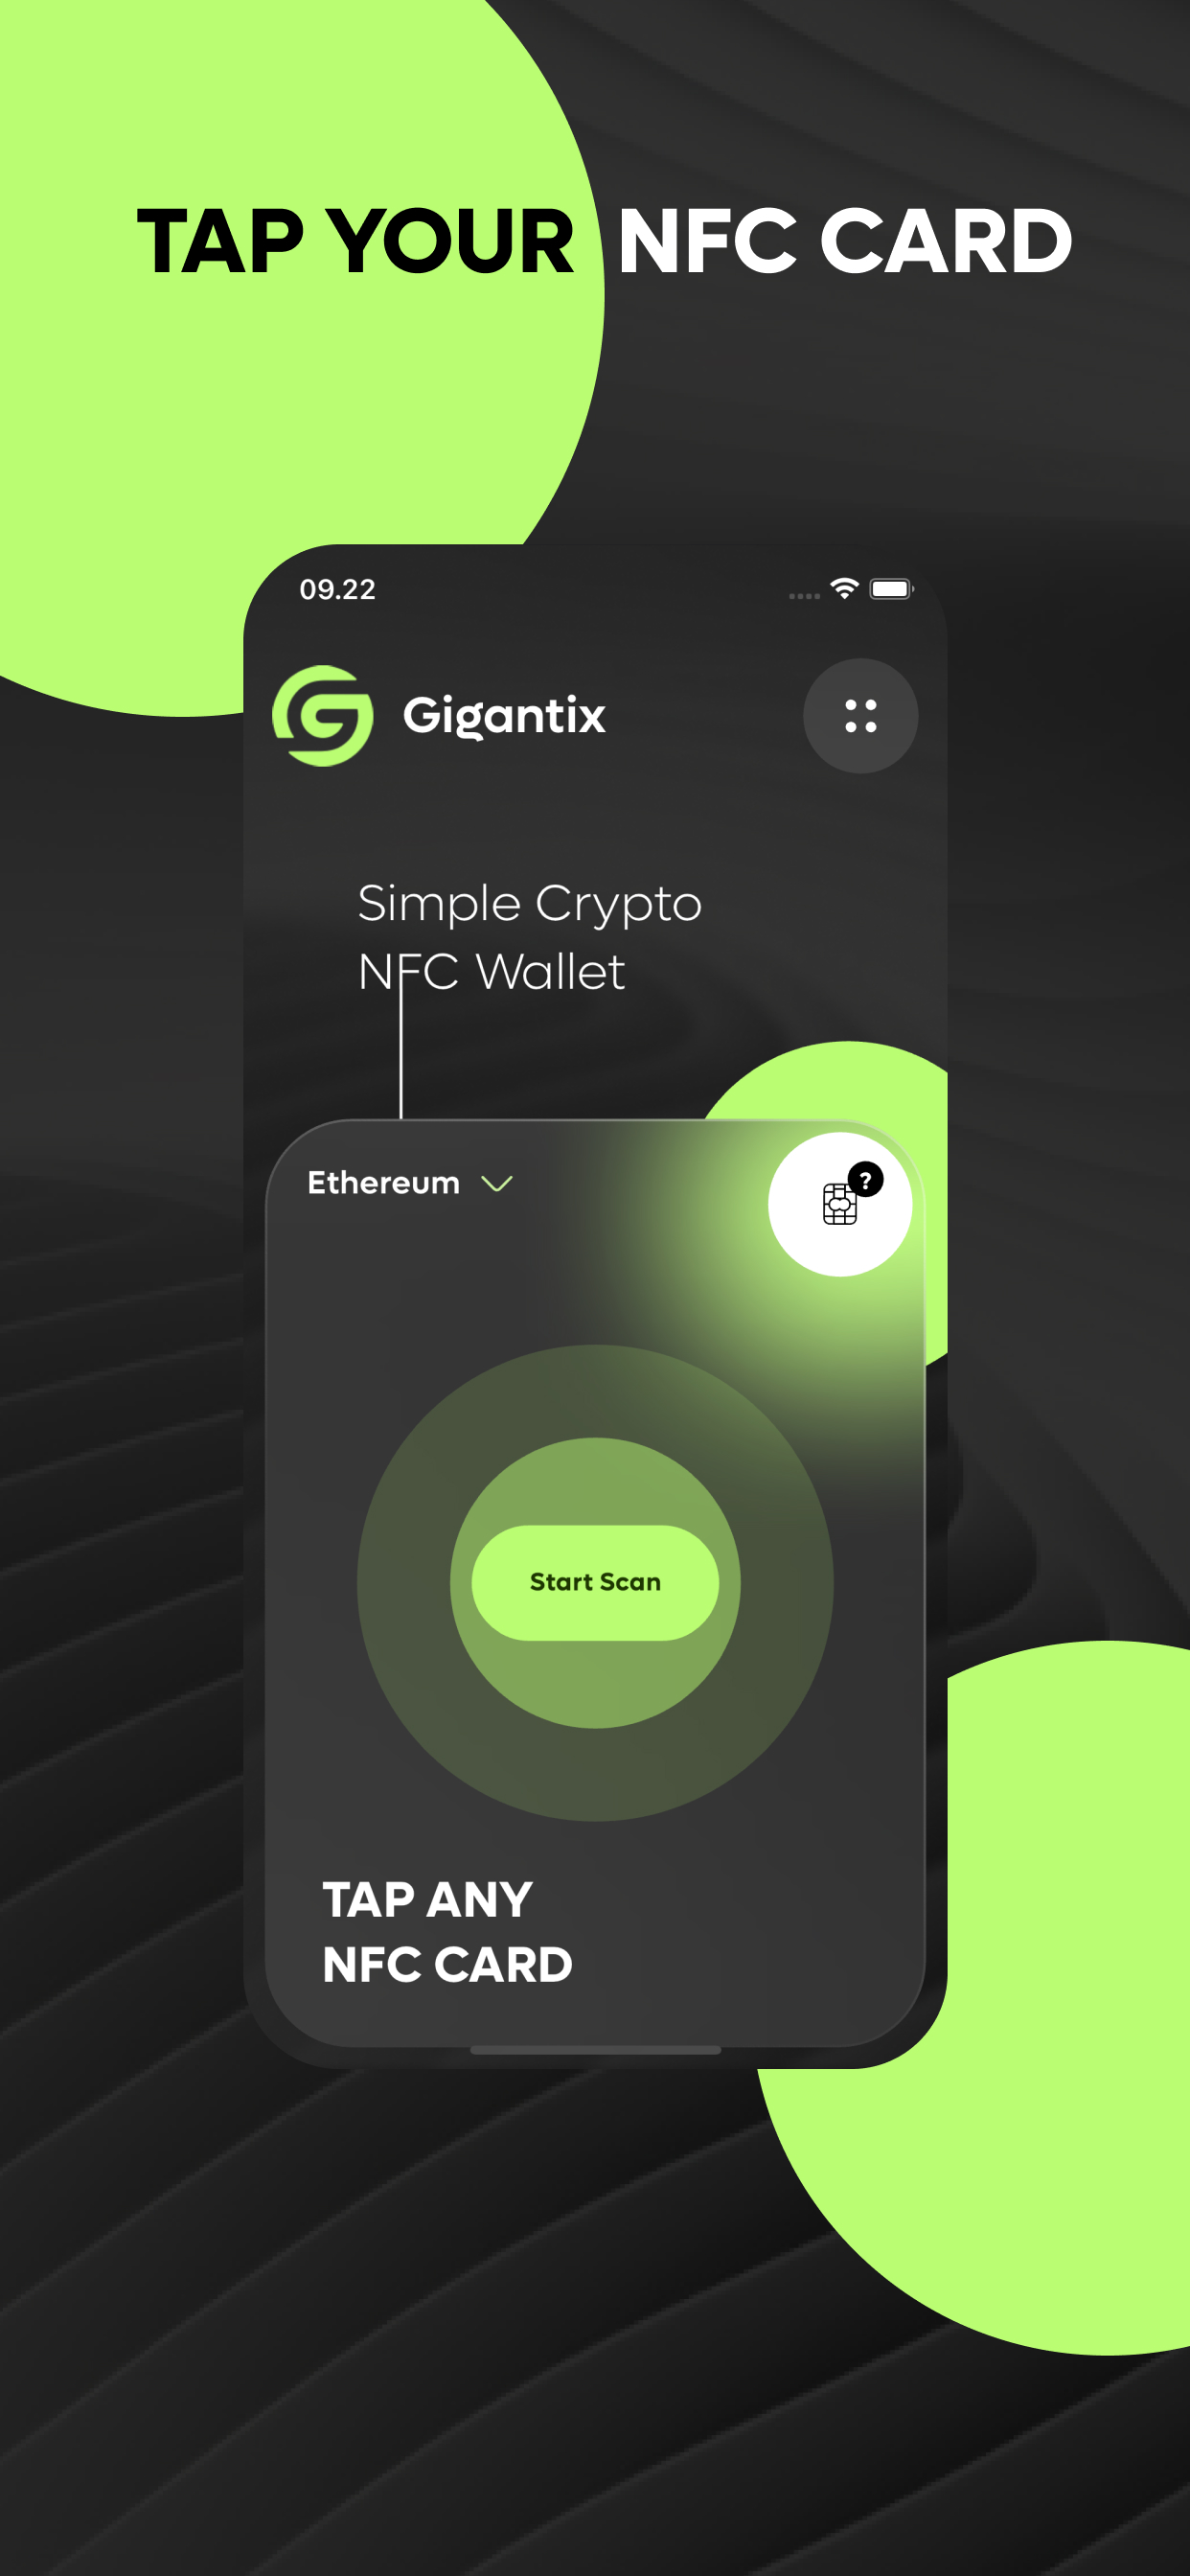 TAP YOUR NFC CARD
09.22
Gigantix
Simple Crypto
NFC Wallet
Ethereum
?
Start Scan
TAP ANY
NFC CARD